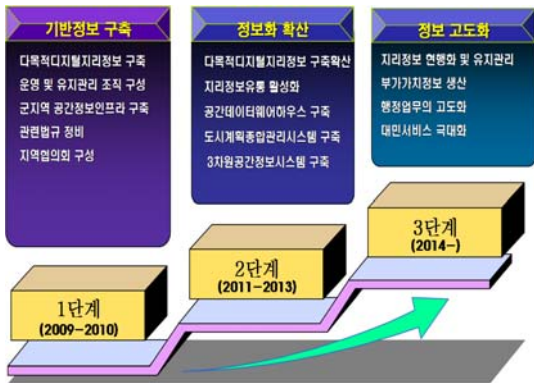 기반정보 구축
다목적디지털지리정보 구축
운영 및 유지관리 조직 구성
군지역 공간정보인프라 구축
관련법규 정비
지역협의회 구성
정보화 확산
다목적디지털지리정보 구축확산
지리정보유통 활성화
공간데이터웨어하우스 구축
도시계획종합관리시스템 구축
3차원공간정보시스템 구축
정보 고도화
지리정보 현행화 및 유지관리
부가가치정보 생산
행정업무의 고도화
대민서비스 극대화
1단계
(2009-2010)
2단계
(2011-2013)
3단계
(2014-)